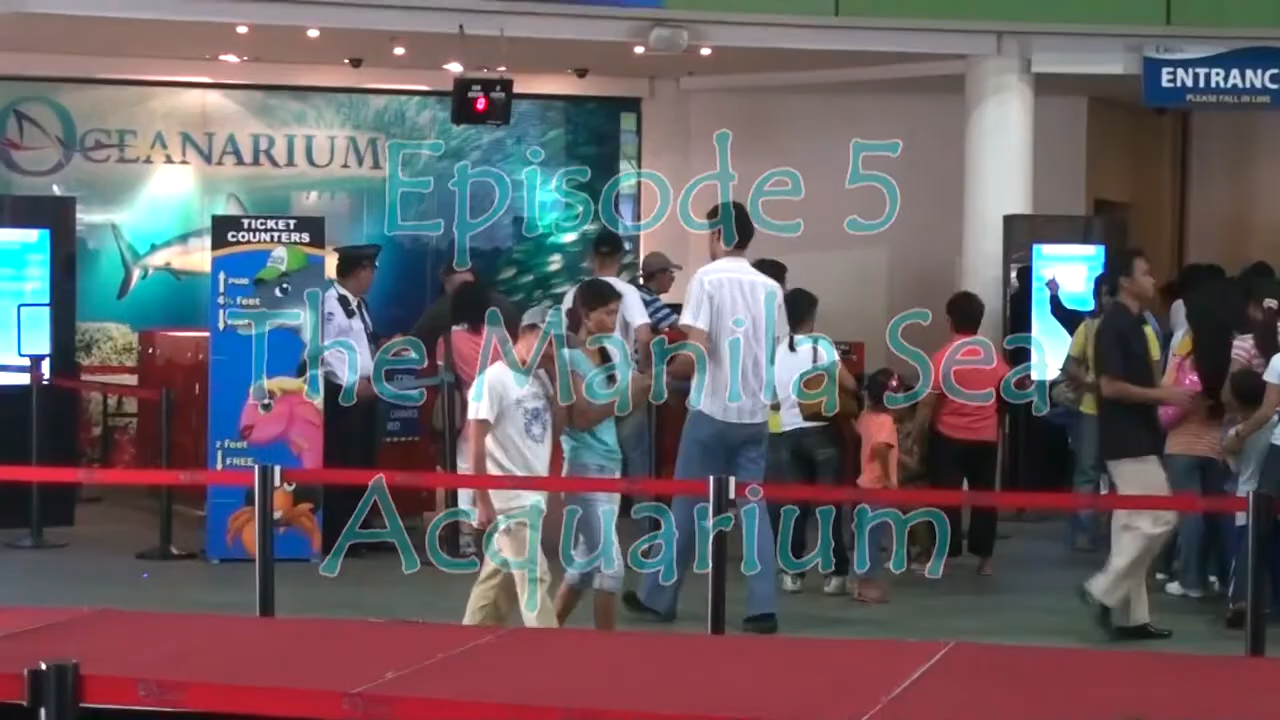 OCEANARIUM
ENTRANC
PLEASE FALL IN LINE
TICKET
COUNTERS
4½ Feet
2 Feet
FREE
0
Episode 5
The Manila Sea
Acquarium